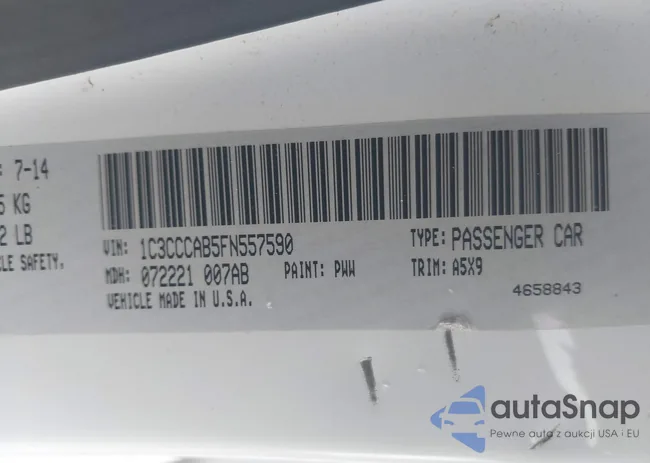 : 7-14
5 KG
2 LB
CLE SAFETY,
VIN: 1C3CCCAB5FN557590
TYPE: PASSENGER CAR
MDH: 072221 007AB
PAINT: PWW
TRIM: A5X9
VEHICLE MADE IN U.S.A.
4658843
autaSnap
Pewne auta z aukcji USA i EU